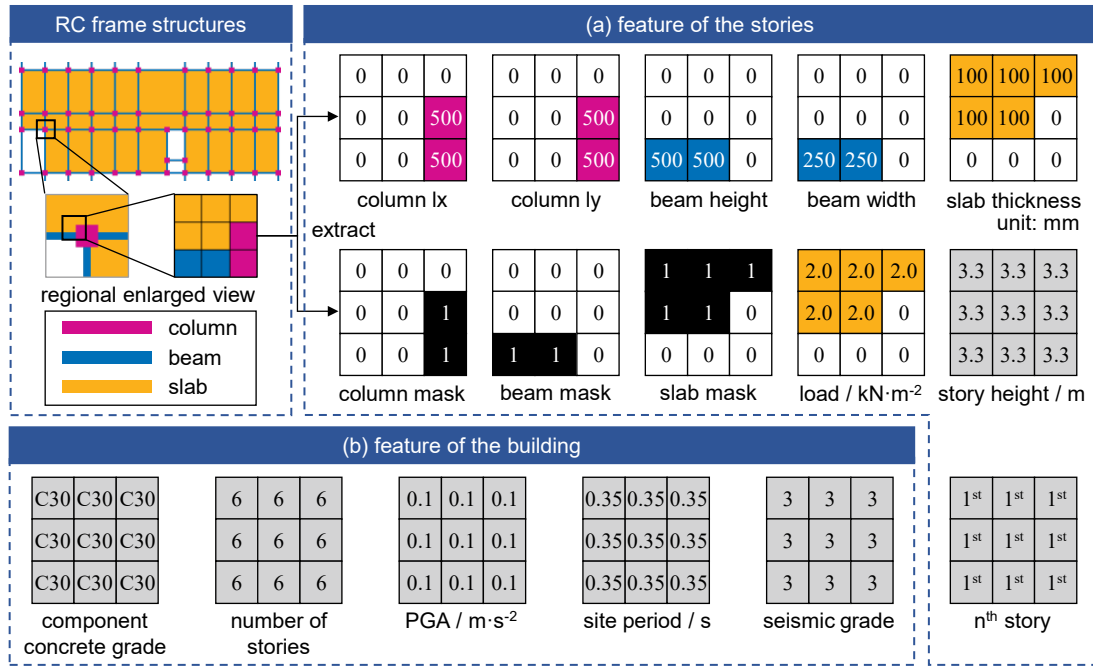 RC frame structures
(a) feature of the stories
0 0 0
0 0 500
0 0 500
column lx
0 0 0
0 0 500
0 0 500
column ly
0 0 0
0 0 0
500 500 0
beam height
0 0 0
0 0 0
250 250 0
beam width
100 100 100
100 100 0
0 0 0
slab thickness
unit: mm
extract
regional enlarged view
column
beam
slab
0 0 0
0 0 1
0 0 1
column mask
0 0 0
0 0 0
1 1 0
beam mask
1 1 1
1 1 0
0 0 0
slab mask
2.0 2.0 2.0
2.0 2.0 0
0 0 0
load / kN·m⁻²
3.3 3.3 3.3
3.3 3.3 3.3
3.3 3.3 3.3
story height / m
(b) feature of the building
C30 C30 C30
C30 C30 C30
C30 C30 C30
component
concrete grade
6 6 6
6 6 6
6 6 6
number of
stories
0.1 0.1 0.1
0.1 0.1 0.1
0.1 0.1 0.1
PGA / m·s⁻²
0.35 0.35 0.35
0.35 0.35 0.35
0.35 0.35 0.35
site period / s
3 3 3
3 3 3
3 3 3
seismic grade
1ˢᵗ 1ˢᵗ 1ˢᵗ
1ˢᵗ 1ˢᵗ 1ˢᵗ
1ˢᵗ 1ˢᵗ 1ˢᵗ
nᵗʰ story